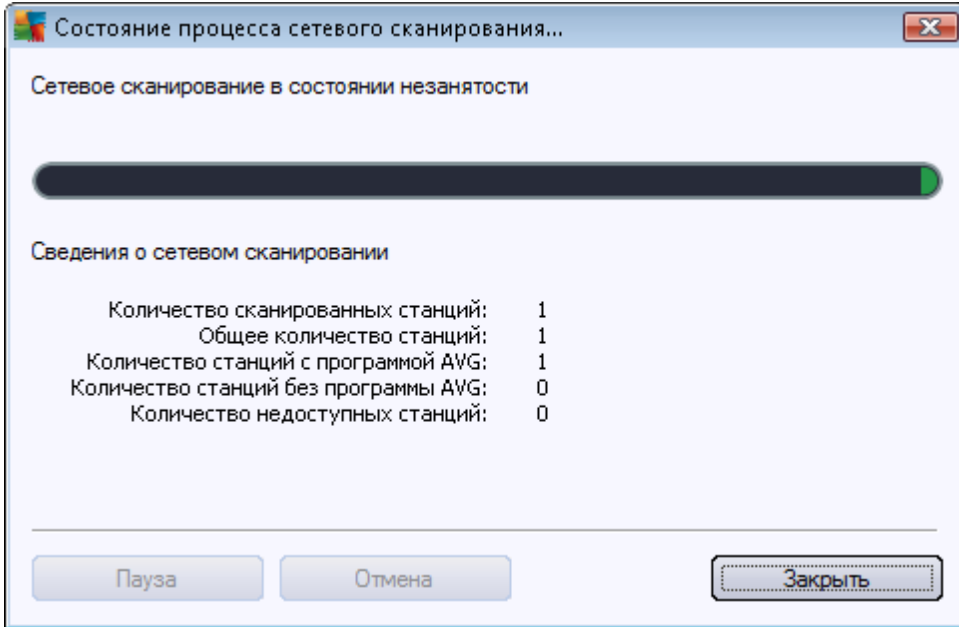 Состояние процесса сетевого сканирования...
Сетевое сканирование в состоянии незанятости
Сведения о сетевом сканировании
Количество сканированных станций: 1
Общее количество станций: 1
Количество станций с программой AVG: 1
Количество станций без программы AVG: 0
Количество недоступных станций: 0
Пауза
Отмена
Закрыть